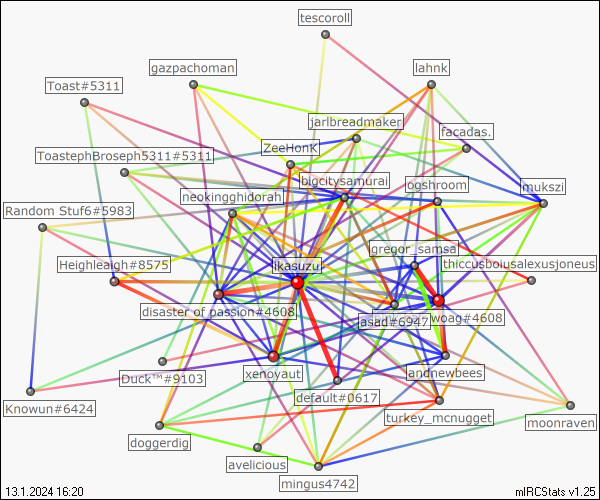 tescoroll
gazpachoman
lahnk
Toast#5311
jarlbreadmaker
facadas.
ZeeHonk
ToastephBroseph5311#5311
bigcitysamurai
ogshroom
mukszi
neokingghidorah
Random Stuf6#5983
gregor_samsa
Heighleaigh#8575
ikasuzu
thiccusbousalexusjoneus
disaster of passion#4608
asad#6947
woag#4608
xenoyaut
andnewbees
Duck™#9103
default#0617
Knowun#6424
turkey_mcnugget
moonraven
doggerdig
avelicious
mingus4742
13.1.2024 16:20
mIRCStats v1.25